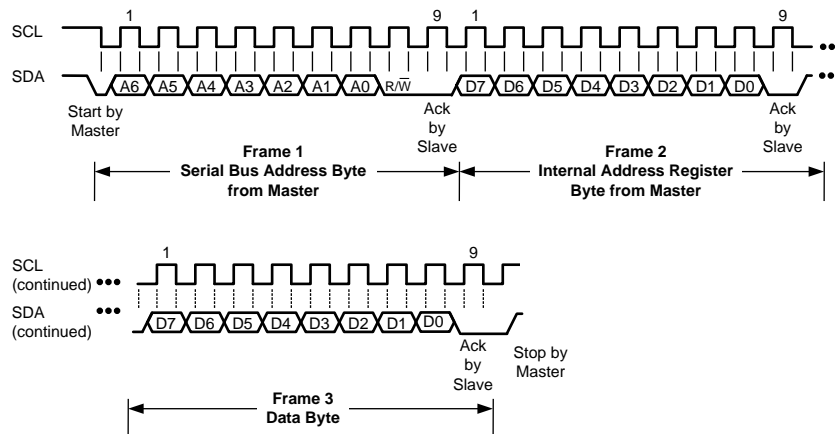 1 9 1 9
SCL
SDA
A6 A5 A4 A3 A2 A1 A0 R/W̅ D7 D6 D5 D4 D3 D2 D1 D0
Start by
Master
Ack
by
Slave
Ack
by
Slave
Frame 1
Serial Bus Address Byte
from Master
Frame 2
Internal Address Register
Byte from Master
1 9
SCL
(continued)
SDA
(continued)
D7 D6 D5 D4 D3 D2 D1 D0
Ack
by
Slave
Stop by
Master
Frame 3
Data Byte